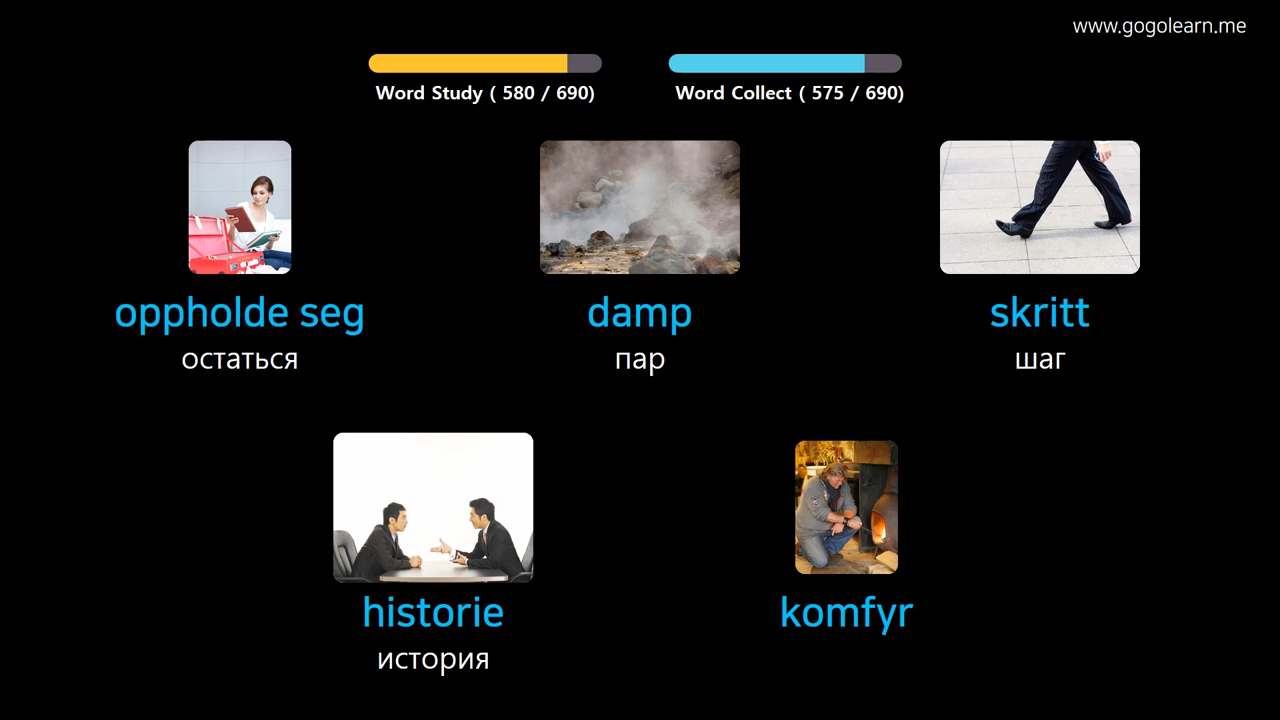 www.gogolearn.me
Word Study ( 580 / 690)
Word Collect ( 575 / 690)
oppholde seg
остаться
damp
пар
skritt
шаг
historie
история
komfyr